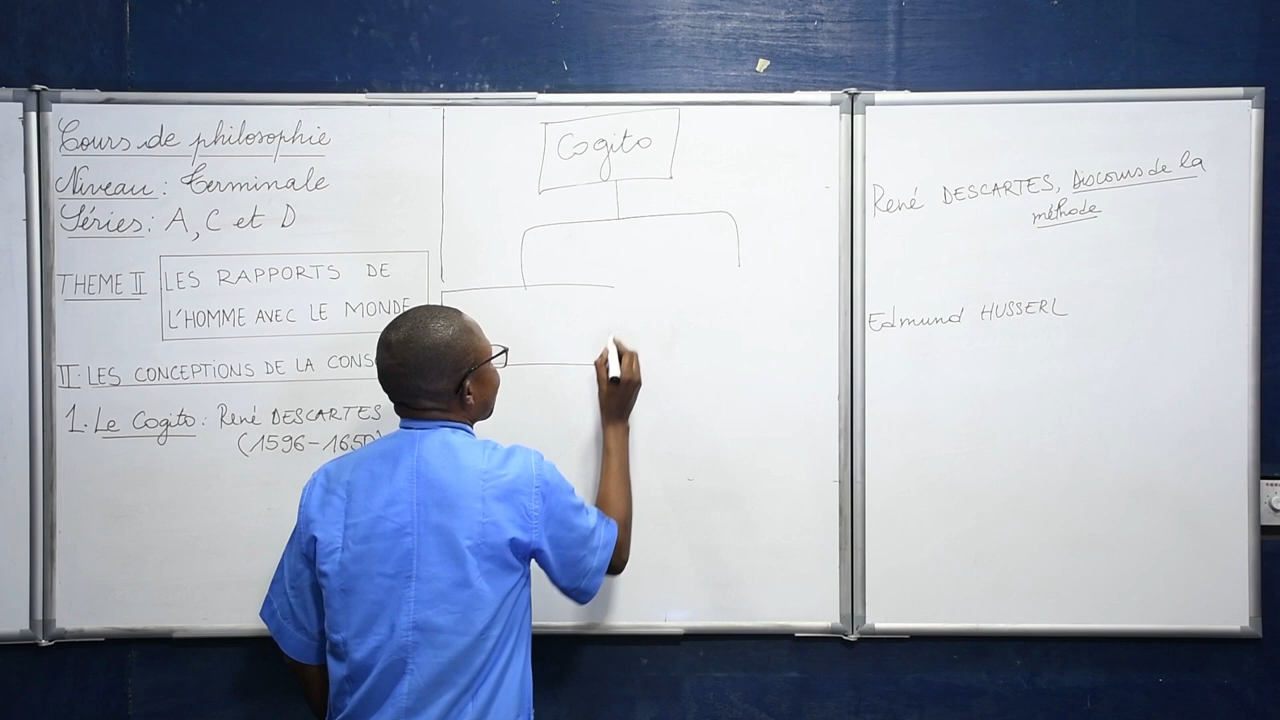 Cours de philosophie
Niveau : Terminale
Séries : A, C et D
THEME II LES RAPPORTS DE
L'HOMME AVEC LE MONDE
II. LES CONCEPTIONS DE LA
1. Le Cogito : René DESCARTES
(1596-1650)
Cogito
René DESCARTES, Discours de la
méthode
Edmund HUSSERL